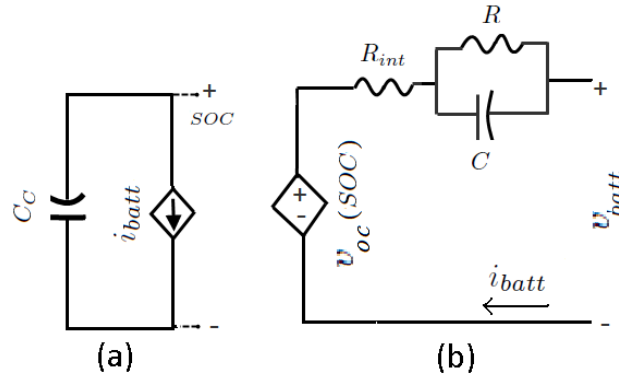 +
SOC
C_C
i_batt
-
(a)
R
R_int
C
+
-
v_oc(SOC)
+
v_batt
i_batt
-
(b)